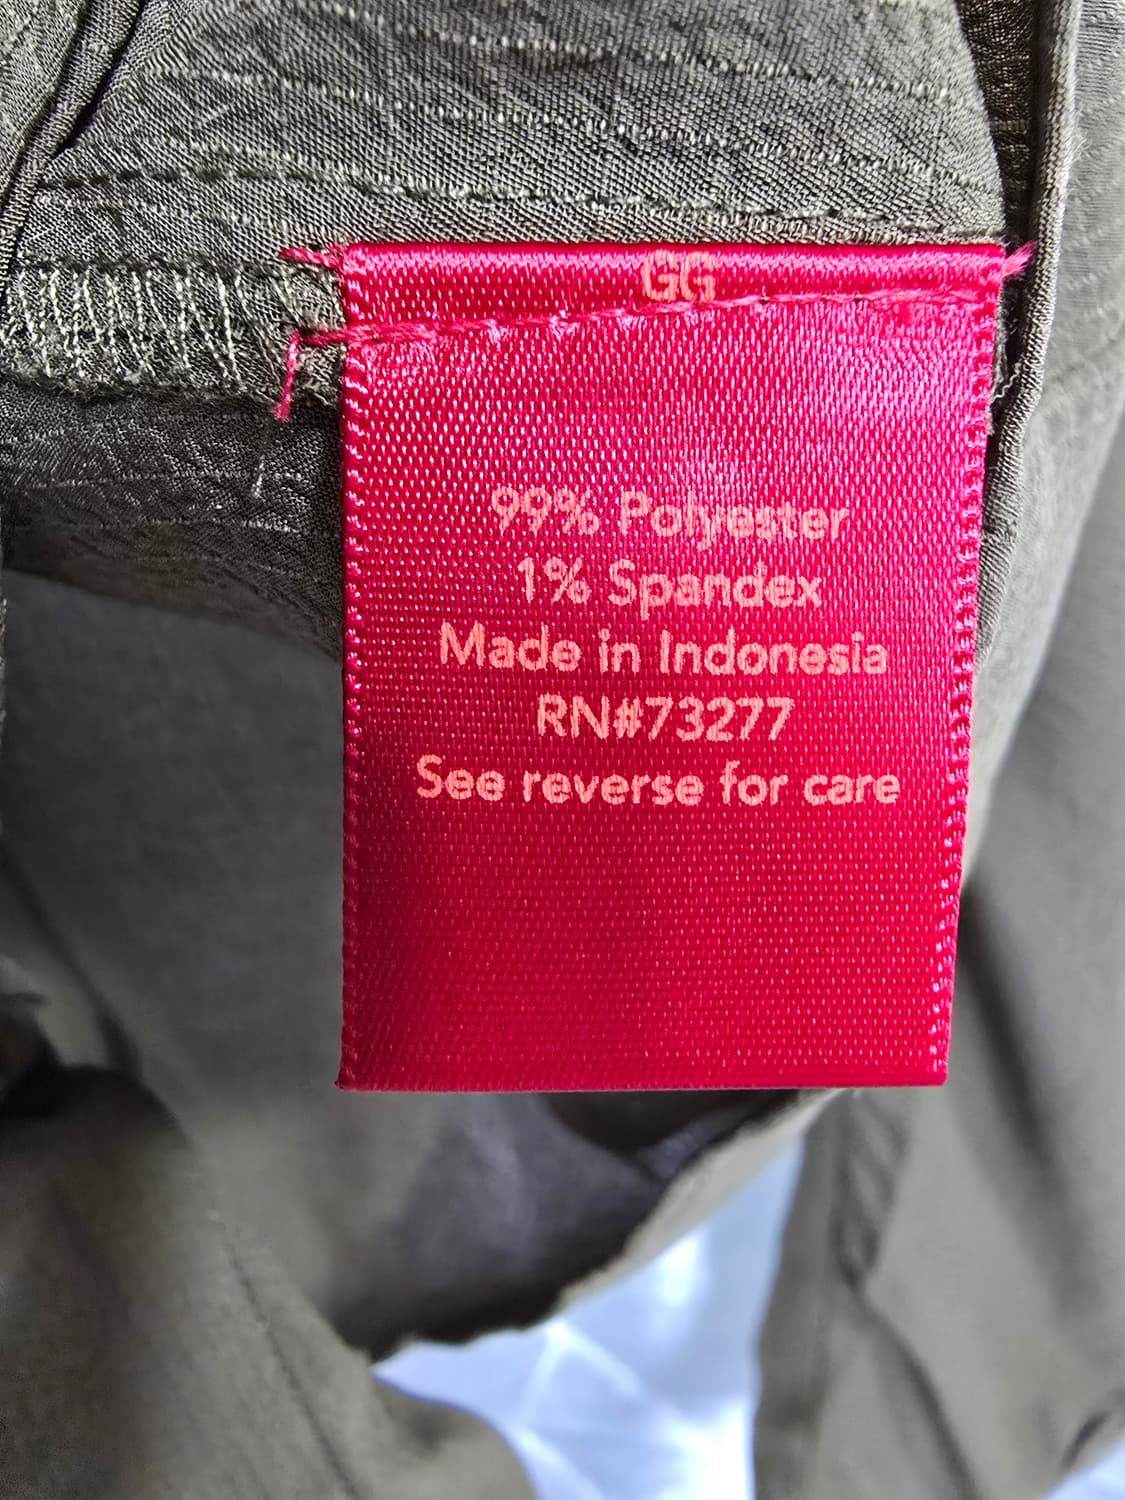 GG
99% Polyester
1% Spandex
Made in Indonesia
RN#73277
See reverse for care